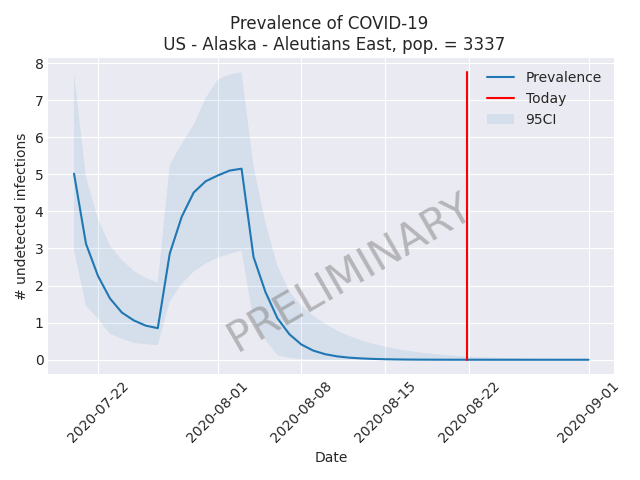 Prevalence of COVID-19
US - Alaska - Aleutians East, pop. = 3337
8
7
6
5
4
3
2
1
0
# undetected infections
Prevalence
Today
95CI
PRELIMINARY
2020-07-22
2020-08-01
2020-08-08
2020-08-15
2020-08-22
2020-09-01
Date